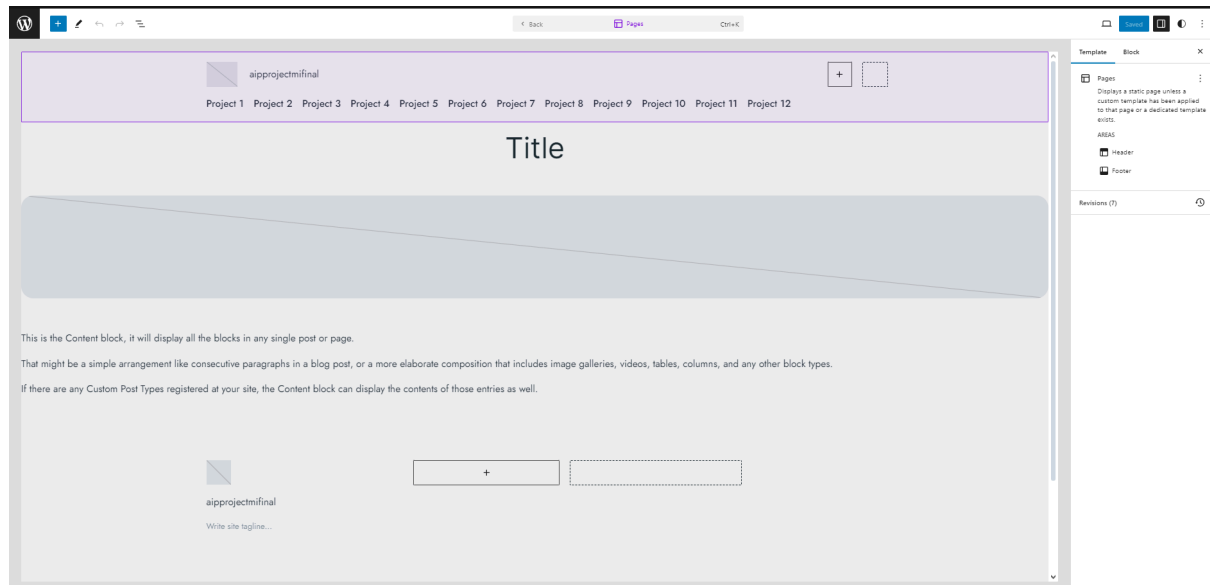 < Back
Pages
Ctrl+K
Saved
aipprojectmifinal
Project 1 Project 2 Project 3 Project 4 Project 5 Project 6 Project 7 Project 8 Project 9 Project 10 Project 11 Project 12
Title
This is the Content block, it will display all the blocks in any single post or page.
That might be a simple arrangement like consecutive paragraphs in a blog post, or a more elaborate composition that includes image galleries, videos, tables, columns, and any other block types.
If there are any Custom Post Types registered at your site, the Content block can display the contents of those entries as well.
aipprojectmifinal
Write site tagline...
Template Block
Pages
Displays a static page unless a
custom template has been applied
to that page or a dedicated template
exists.
AREAS
Header
Footer
Revisions (7)